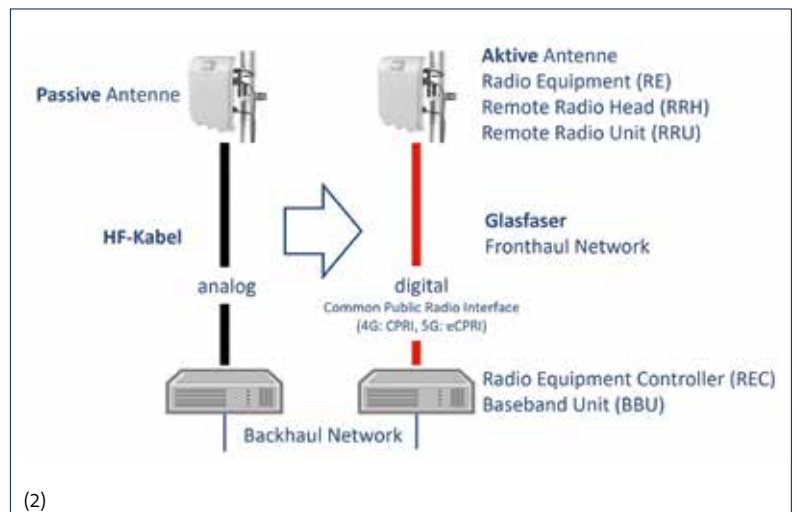 Passive Antenne
Aktive Antenne
Radio Equipment (RE)
Remote Radio Head (RRH)
Remote Radio Unit (RRU)
HF-Kabel
Glasfaser
Fronthaul Network
analog
digital
Common Public Radio Interface
(4G: CPRI, 5G: eCPRI)
Radio Equipment Controller (REC)
Baseband Unit (BBU)
Backhaul Network
(2)